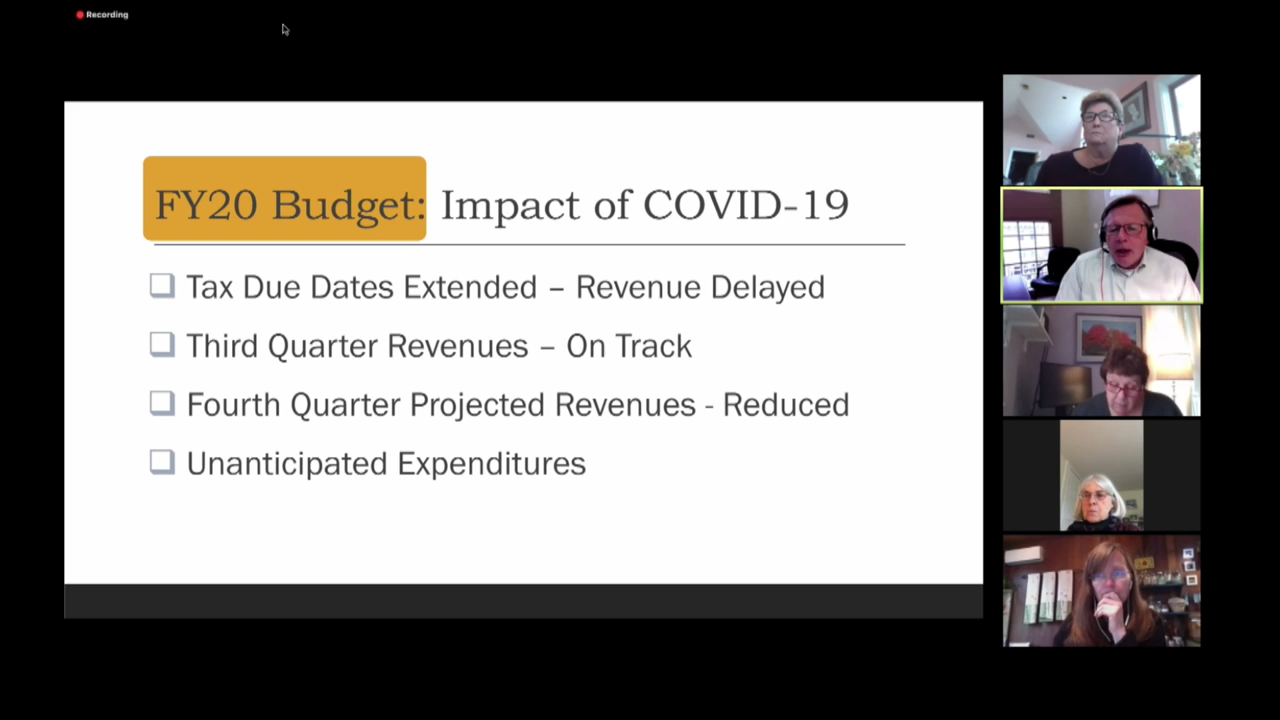 Recording
FY20 Budget: Impact of COVID-19
Tax Due Dates Extended – Revenue Delayed
Third Quarter Revenues – On Track
Fourth Quarter Projected Revenues - Reduced
Unanticipated Expenditures